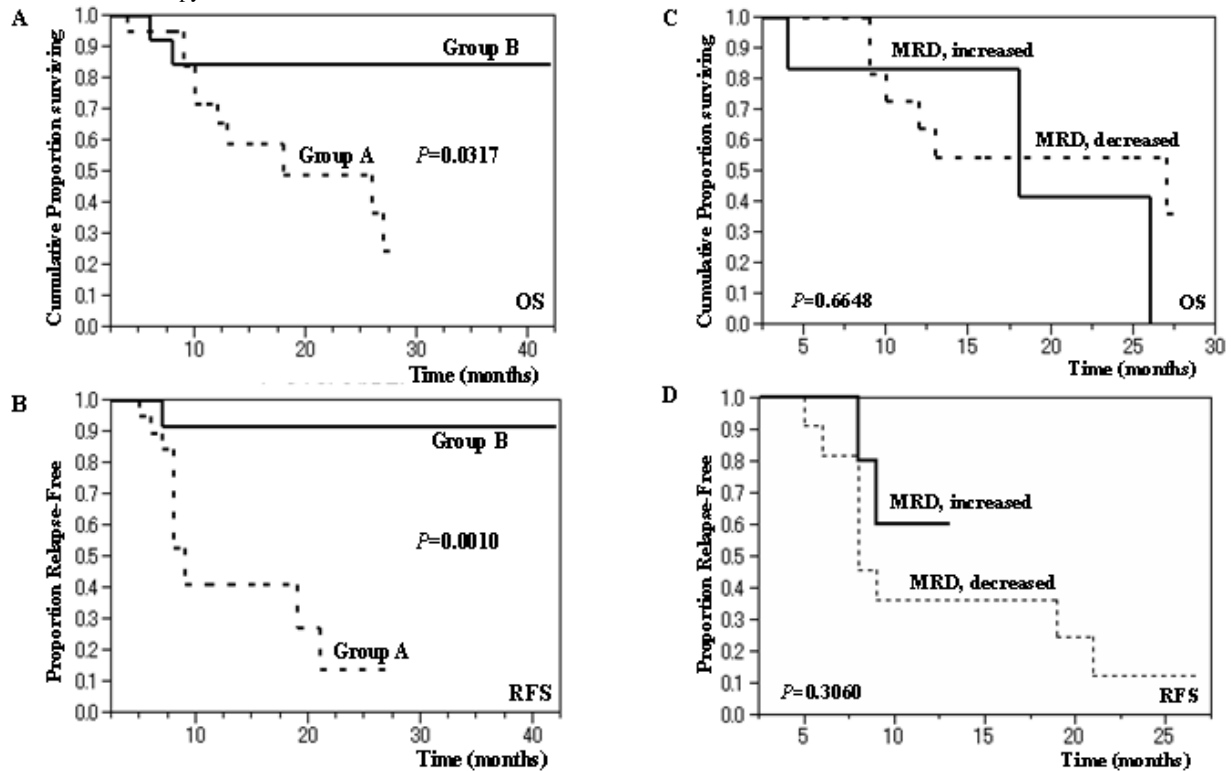 A
Cumulative Proportion surviving
1.0
0.9
0.8
0.7
0.6
0.5
0.4
0.3
0.2
0.1
0.0
Group B
Group A
P=0.0317
OS
10
20
30
40
Time (months)
B
Proportion Relapse-Free
1.0
0.9
0.8
0.7
0.6
0.5
0.4
0.3
0.2
0.1
0.0
Group B
P=0.0010
Group A
RFS
10
20
30
40
Time (months)
C
Cumulative Proportion surviving
1.0
0.9
0.8
0.7
0.6
0.5
0.4
0.3
0.2
0.1
0.0
MRD, increased
MRD, decreased
P=0.6648
OS
5
10
15
20
25
30
Time (months)
D
Proportion Relapse-Free
1.0
0.9
0.8
0.7
0.6
0.5
0.4
0.3
0.2
0.1
0.0
MRD, increased
MRD, decreased
P=0.3060
RFS
5
10
15
20
25
Time (months)